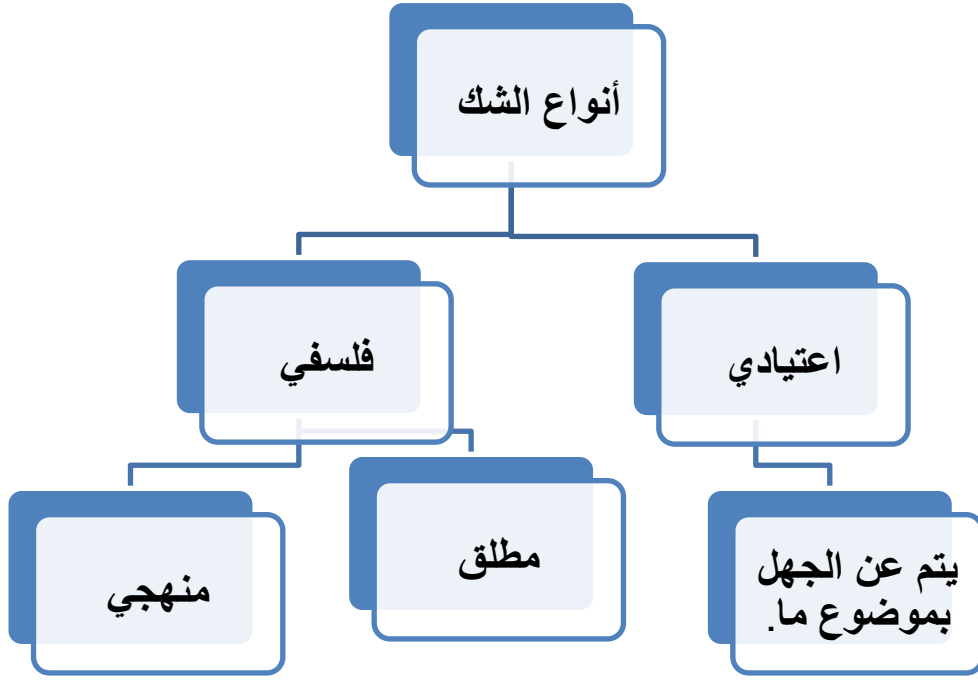 أنواع الشك
اعتيادي
فلسفي
يتم عن الجهل
بموضوع ما.
مطلق
منهجي